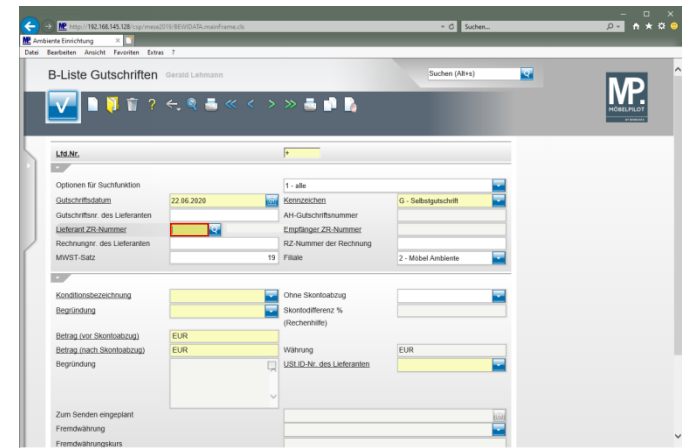 http://192.168.145.128/csp/mesa2019/BEWIDATA.mainFrame.cls
Suchen...
Ambiente Einrichtung
Datei Bearbeiten Ansicht Favoriten Extras ?
B-Liste Gutschriften Gerald Lehmann
Suchen (Alt+s)
MP.
MÖBELPILOT
Lfd.Nr. +
Optionen für Suchfunktion 1 - alle
Gutschriftsdatum 22.06.2020 Kennzeichen G - Selbstgutschrift
Gutschriftsnr. des Lieferanten AH-Gutschriftsnummer
Lieferant ZR-Nummer Empfänger ZR-Nummer
Rechnungnr. des Lieferanten RZ-Nummer der Rechnung
MWST-Satz 19 Filiale 2 - Möbel Ambiente
Konditionsbezeichnung Ohne Skontoabzug
Begründung Skontodifferenz %
(Rechenhilfe)
Betrag (vor Skontoabzug) EUR
Betrag (nach Skontoabzug) EUR Währung EUR
Begründung USt.ID-Nr. des Lieferanten
Zum Senden eingeplant
Fremdwährung
Fremdwährungskurs